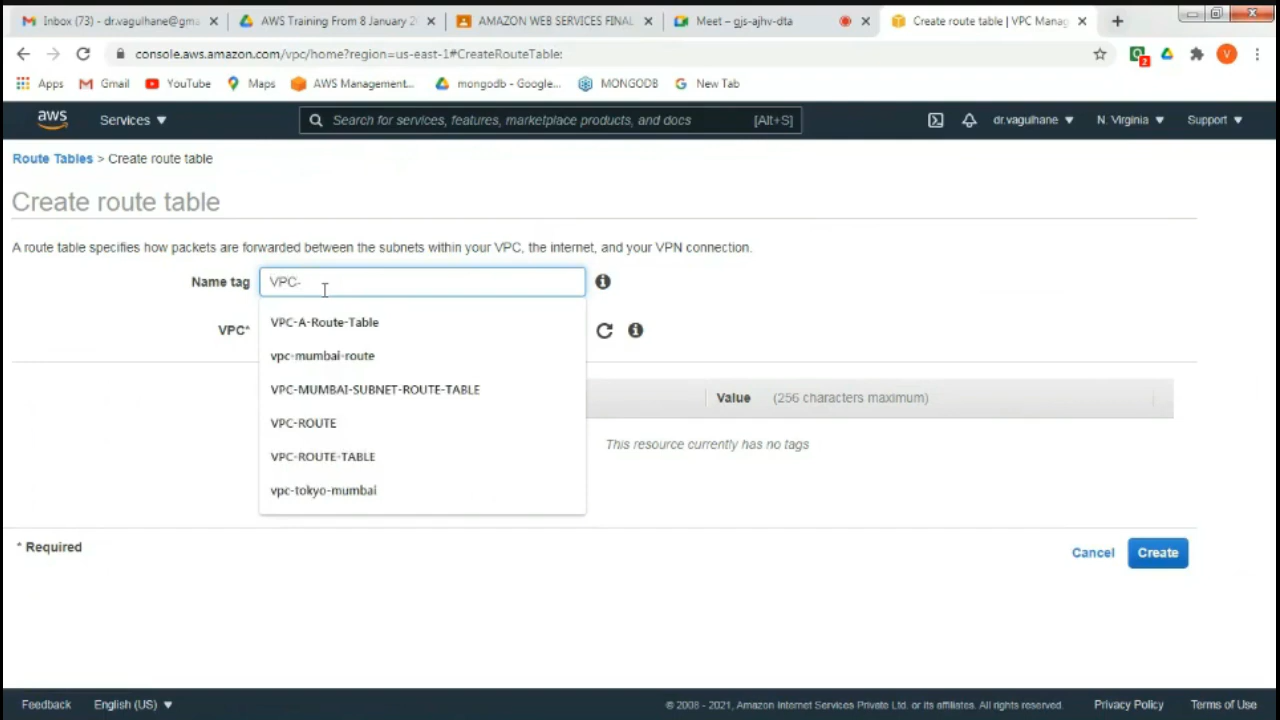 Inbox (73) - dr.vagulhane@gma
AWS Training From 8 January 2
AMAZON WEB SERVICES FINAL
Meet – gjs-ajhv-dta
Create route table | VPC Manag
console.aws.amazon.com/vpc/home?region=us-east-1#CreateRouteTable:
2
V
Apps
Gmail
YouTube
Maps
AWS Management...
mongodb - Google...
MONGODB
New Tab
aws
Services
Search for services, features, marketplace products, and docs
[Alt+S]
dr.vagulhane
N. Virginia
Support
Route Tables > Create route table
Create route table
A route table specifies how packets are forwarded between the subnets within your VPC, the internet, and your VPN connection.
Name tag
VPC-
VPC*
VPC-A-Route-Table
vpc-mumbai-route
VPC-MUMBAI-SUBNET-ROUTE-TABLE
VPC-ROUTE
VPC-ROUTE-TABLE
vpc-tokyo-mumbai
Value (256 characters maximum)
This resource currently has no tags
* Required
Cancel
Create
Feedback
English (US)
© 2008 - 2021, Amazon Internet Services Private Ltd. or its affiliates. All rights reserved.
Privacy Policy
Terms of Use